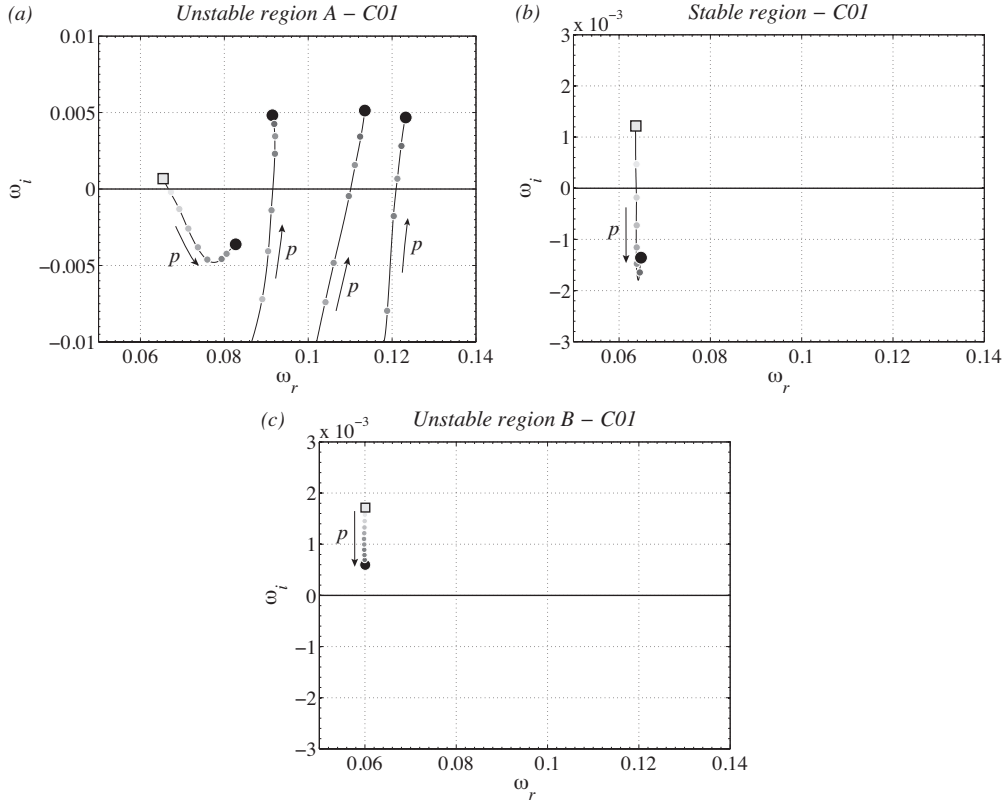 (a) Unstable region A − C01
0.01
0.005
0
−0.005
−0.01
ω_i
p p p p
0.06 0.08 0.1 0.12 0.14
ω_r
(b) Stable region − C01
x 10⁻³
3
2
1
0
−1
−2
−3
ω_i
p
0.06 0.08 0.1 0.12 0.14
ω_r
(c) Unstable region B − C01
x 10⁻³
3
2
1
0
−1
−2
−3
ω_i
p
0.06 0.08 0.1 0.12 0.14
ω_r